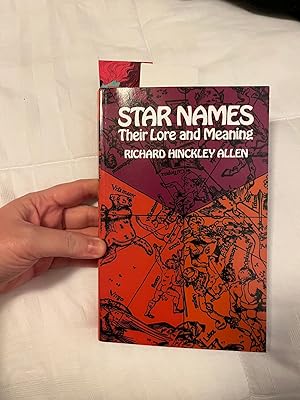 STAR NAMES
Their Lore and Meaning
RICHARD HINCKLEY ALLEN